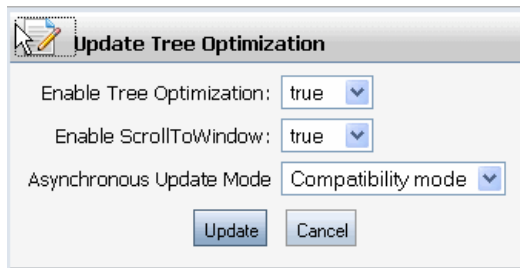 Update Tree Optimization
Enable Tree Optimization: true
Enable ScrollToWindow: true
Asynchronous Update Mode Compatibility mode
Update Cancel